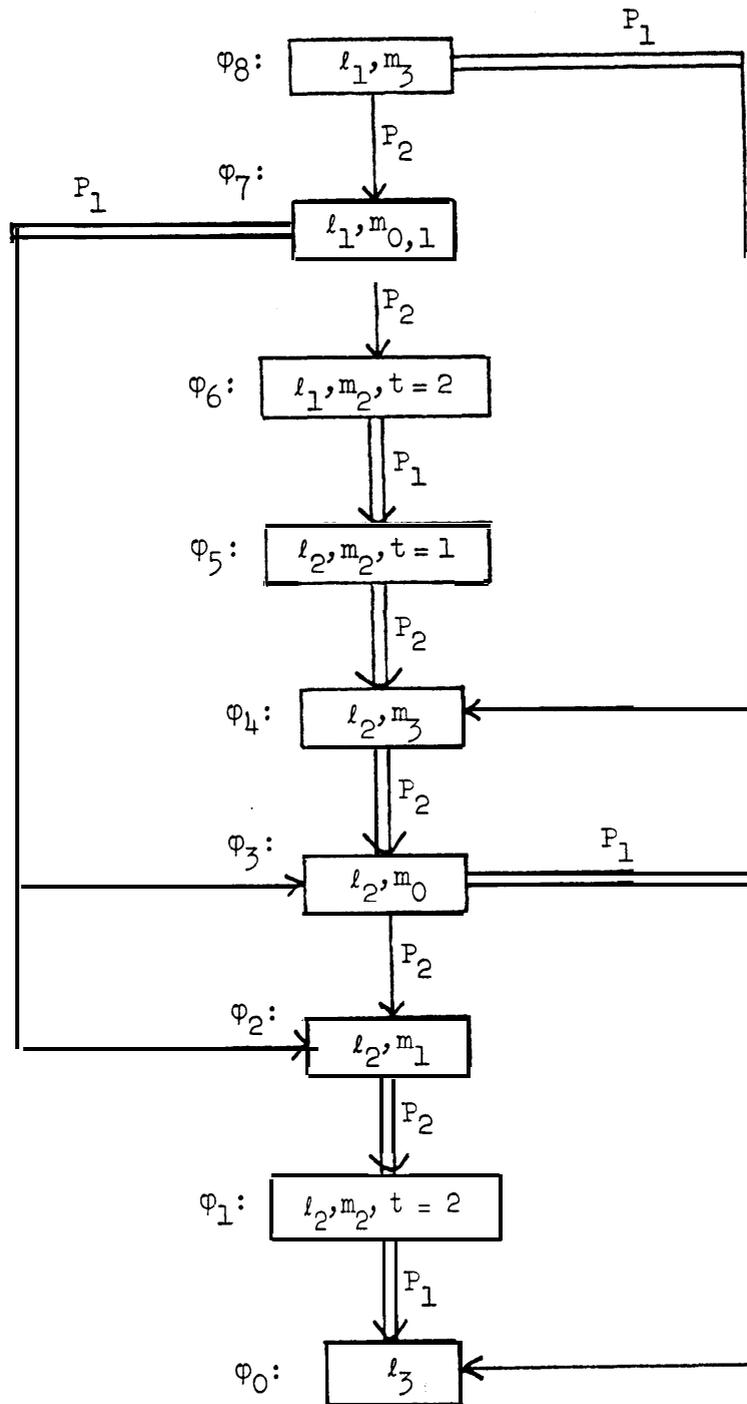 P₁
φ₈: ℓ₁,m₃
P₂
φ₇:
P₁
ℓ₁,m₀,₁
P₂
φ₆: ℓ₁,m₂,t = 2
P₁
φ₅: ℓ₂,m₂,t = 1
P₂
φ₄: ℓ₂,m₃
P₂
φ₃: ℓ₂,m₀
P₁
P₂
φ₂: ℓ₂,m₁
P₂
φ₁: ℓ₂,m₂, t = 2
P₁
φ₀: ℓ₃